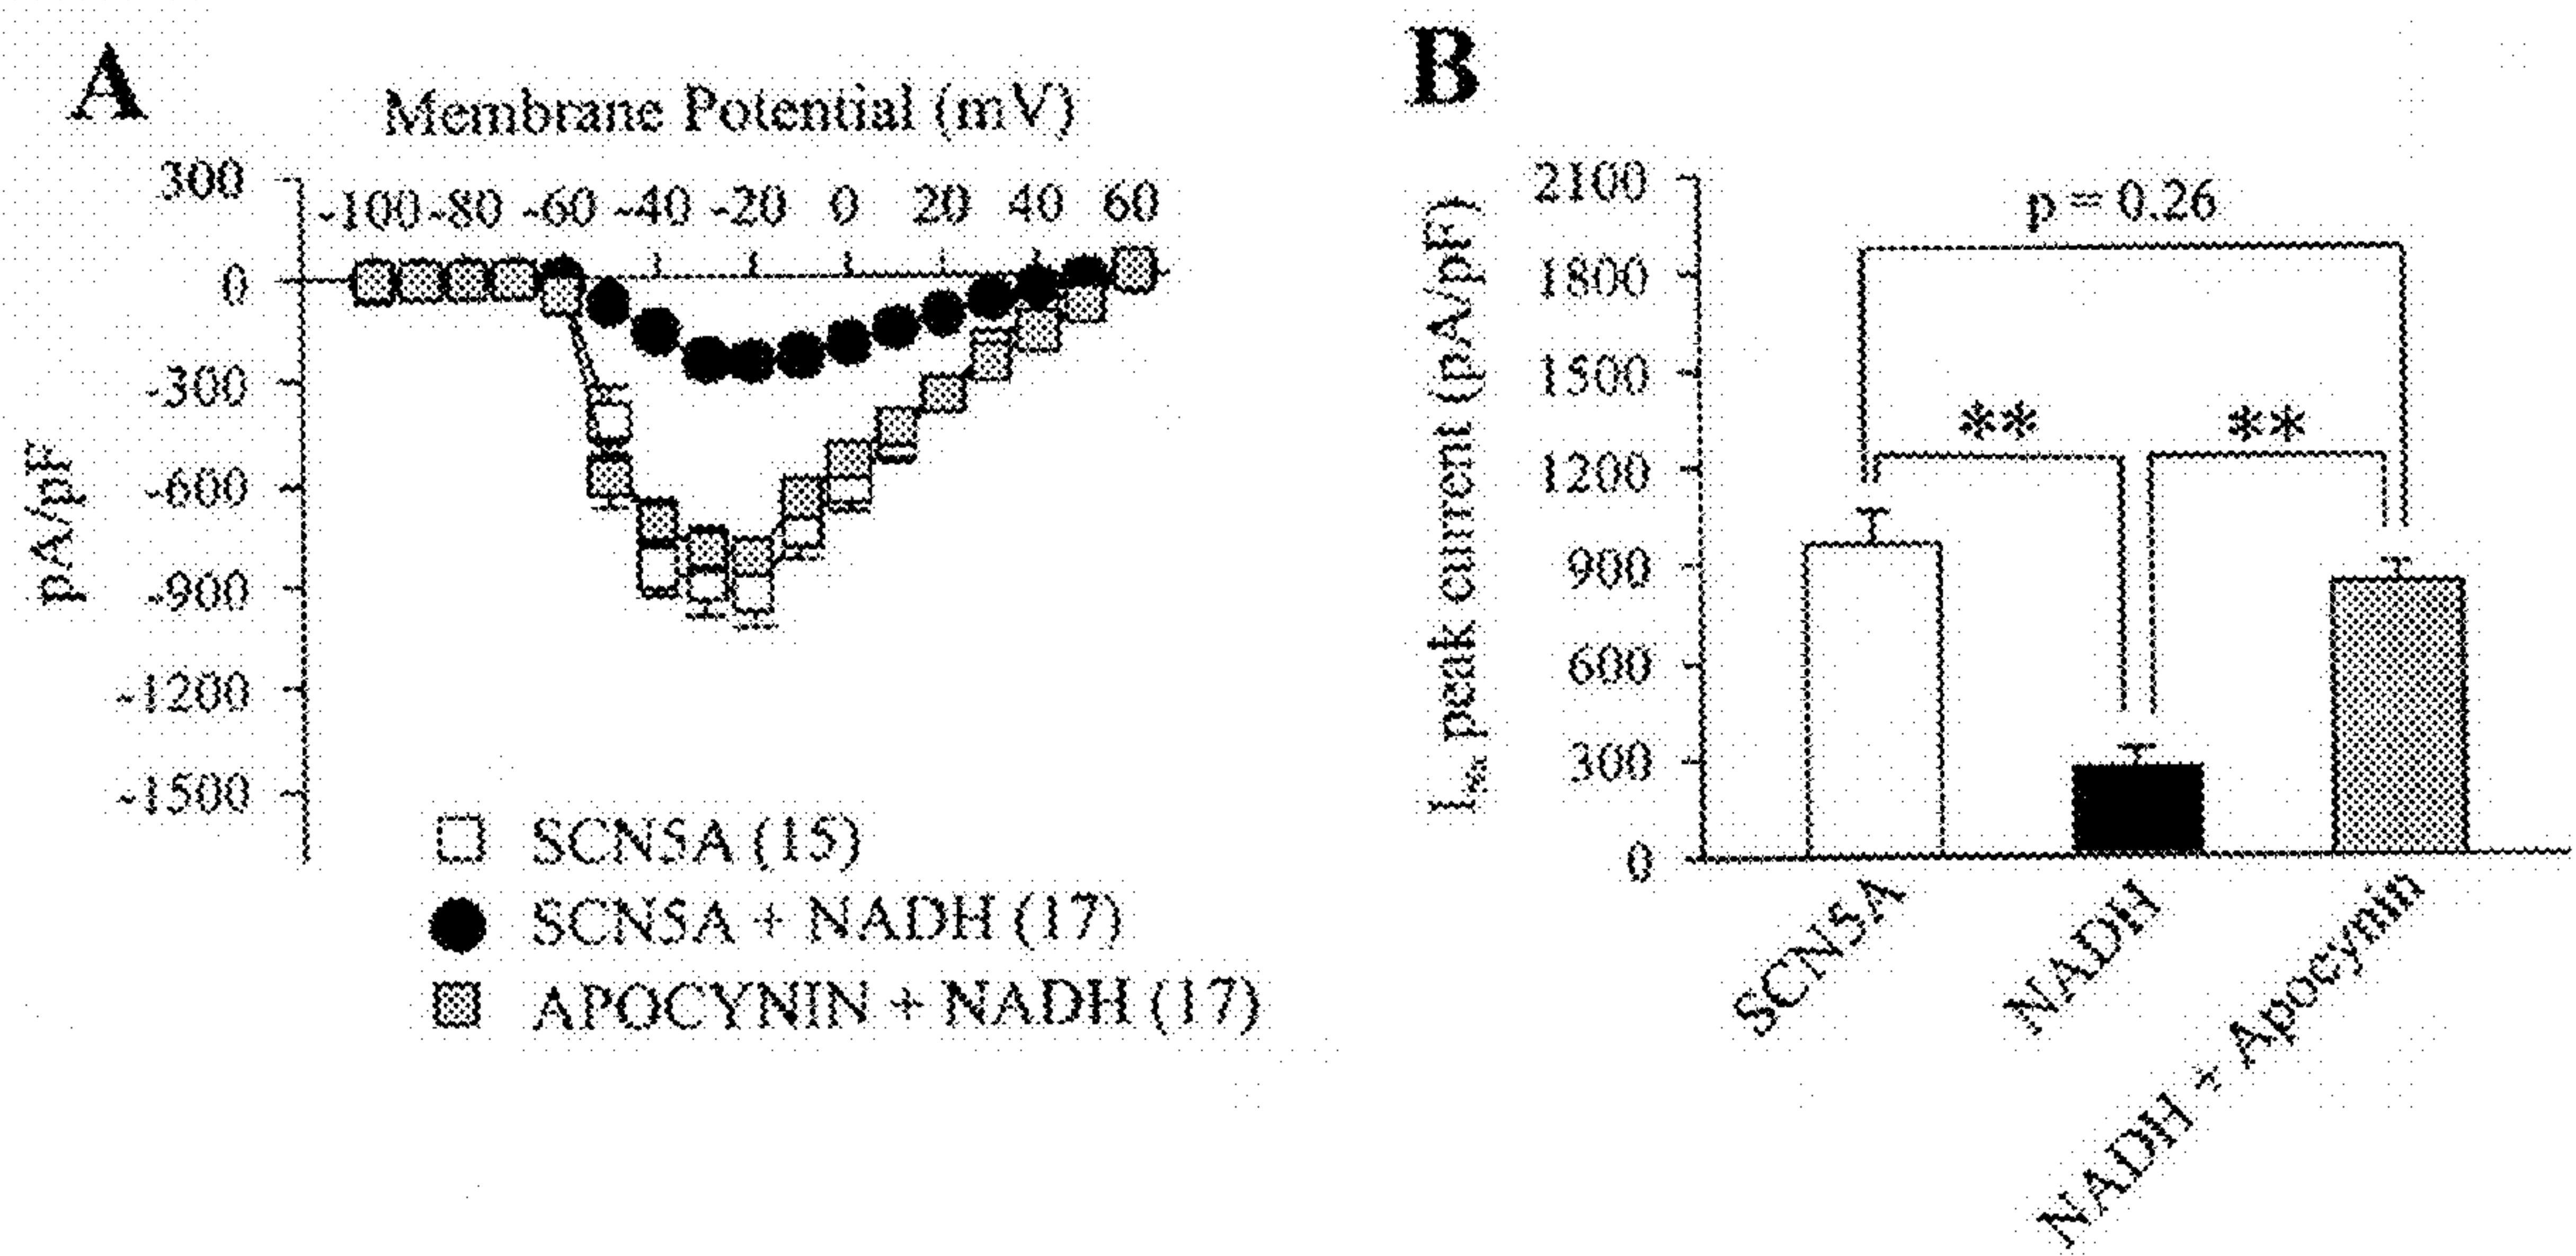 A
Membrane Potential (mV)
300
-100 -80 -60 -40 -20 0 20 40 60
0
-300
-600
-900
-1200
-1500
pA/pF
SCN5A (15)
SCN5A + NADH (17)
APOCYNIN + NADH (17)
B
2100
1800
1500
1200
900
600
300
0
peak current (pA/pF)
p = 0.26
**
**
SCN5A
NADH
NADH + Apocynin